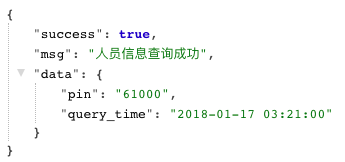 {
"success": true,
"msg": "人员信息查询成功",
"data": {
"pin": "61000",
"query_time": "2018-01-17 03:21:00"
}
}